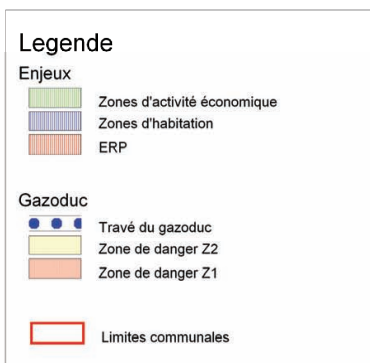 Legende
Enjeux
Zones d'activité économique
Zones d'habitation
ERP
Gazoduc
Travé du gazoduc
Zone de danger Z2
Zone de danger Z1
Limites communales